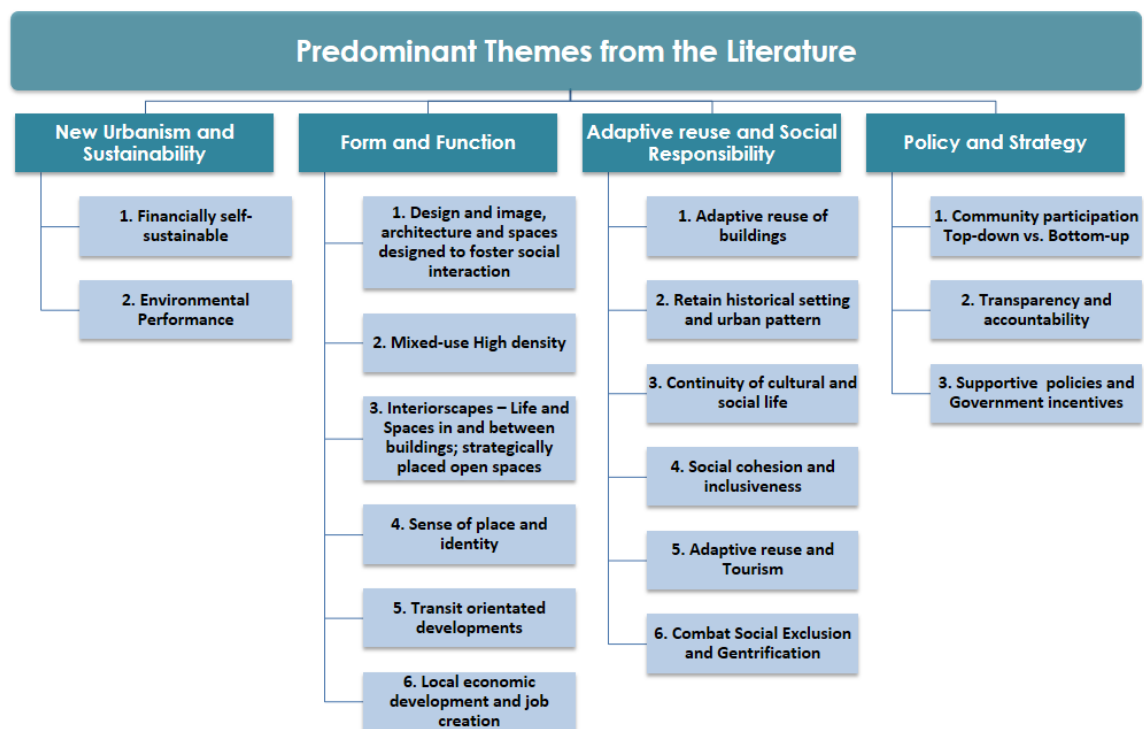 Predominant Themes from the Literature
New Urbanism and
Sustainability
1. Financially self-
sustainable
2. Environmental
Performance
Form and Function
1. Design and image,
architecture and spaces
designed to foster social
interaction
2. Mixed-use High density
3. Interiorscapes – Life and
Spaces in and between
buildings; strategically
placed open spaces
4. Sense of place and
identity
5. Transit orientated
developments
6. Local economic
development and job
creation
Adaptive reuse and Social
Responsibility
1. Adaptive reuse of
buildings
2. Retain historical setting
and urban pattern
3. Continuity of cultural and
social life
4. Social cohesion and
inclusiveness
5. Adaptive reuse and
Tourism
6. Combat Social Exclusion
and Gentrification
Policy and Strategy
1. Community participation
Top-down vs. Bottom-up
2. Transparency and
accountability
3. Supportive policies and
Government incentives